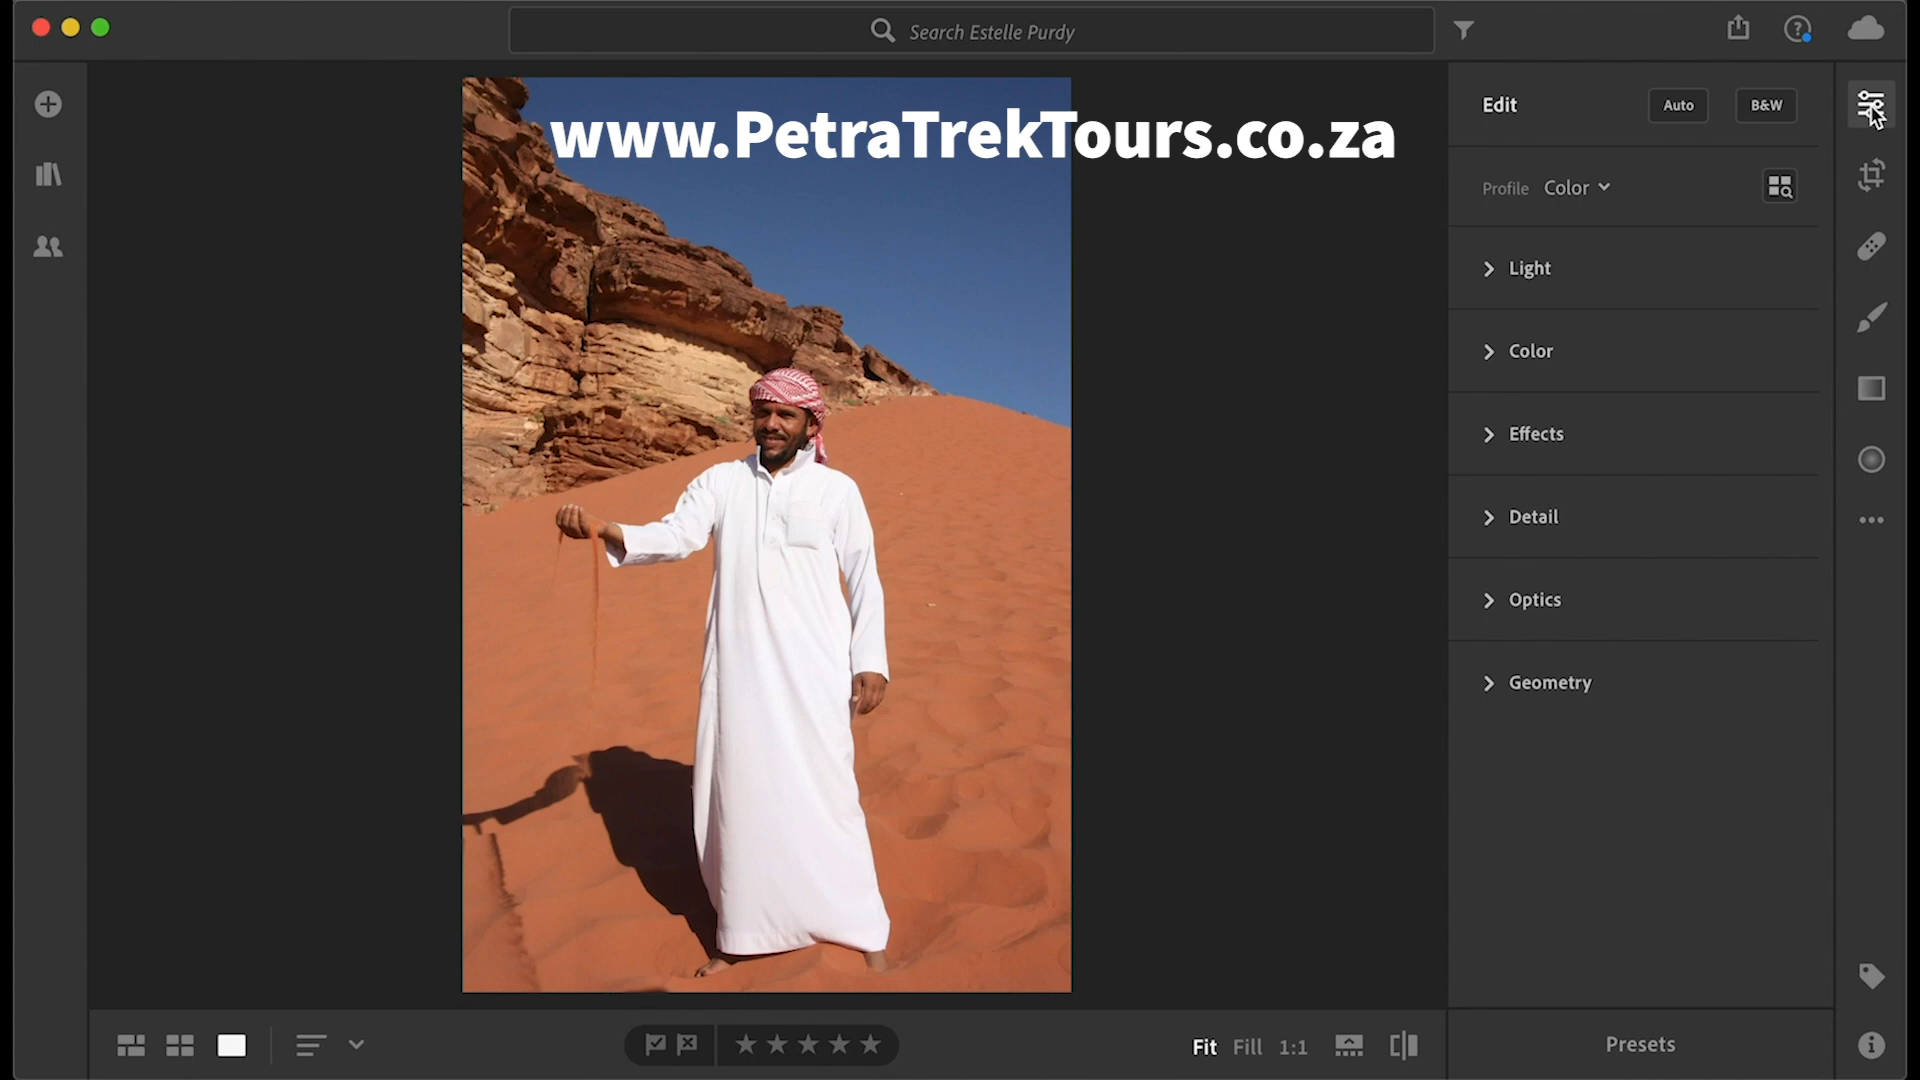 Search Estelle Purdy
www.PetraTrekTours.co.za
Edit
Auto
B&W
Profile Color
Light
Color
Effects
Detail
Optics
Geometry
Fit Fill 1:1
Presets